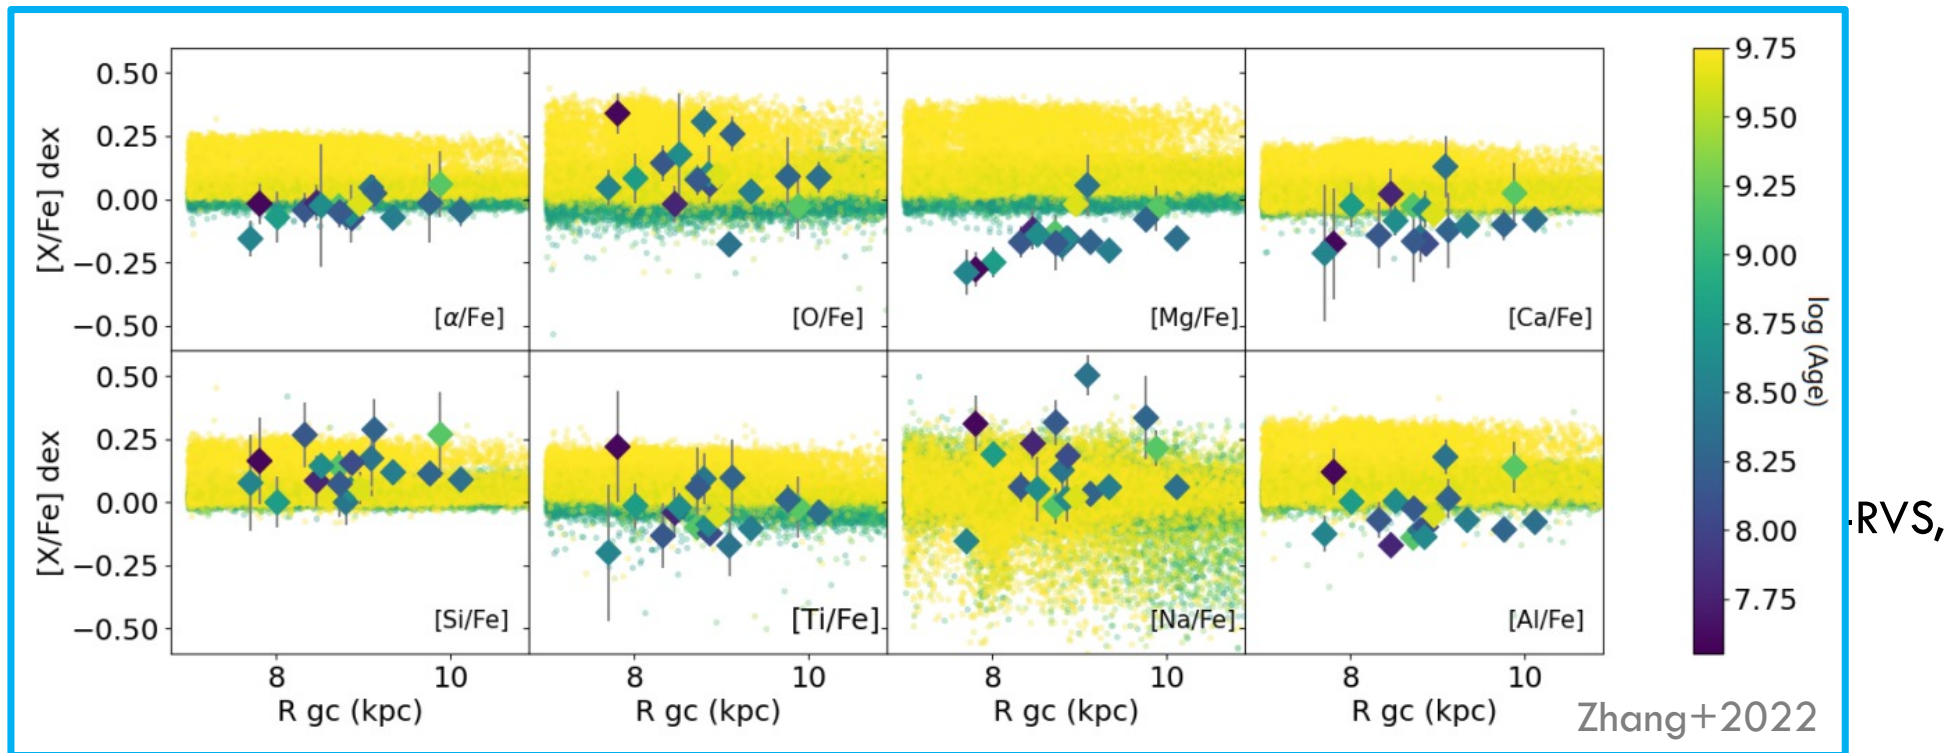 0.50
0.25
0.00
−0.25
−0.50
[X/Fe] dex
[α/Fe]
[O/Fe]
[Mg/Fe]
[Ca/Fe]
0.50
0.25
0.00
−0.25
−0.50
[X/Fe] dex
[Si/Fe]
[Ti/Fe]
[Na/Fe]
[Al/Fe]
8 10 8 10 8 10 8 10
R gc (kpc) R gc (kpc) R gc (kpc) R gc (kpc)
9.75
9.50
9.25
9.00
8.75
8.50
8.25
8.00
7.75
log (Age)
-RVS,
Zhang+2022